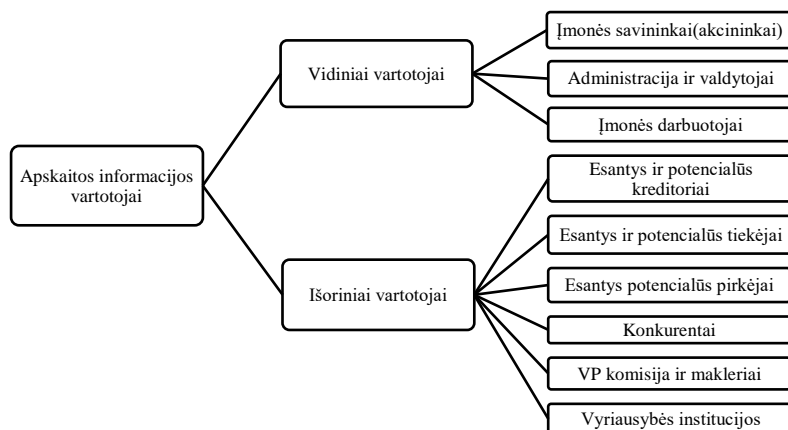 Apskaitos informacijos
vartotojai
Vidiniai vartotojai
Įmonės savininkai(akcininkai)
Administracija ir valdytojai
Įmonės darbuotojai
Išoriniai vartotojai
Esantys ir potencialūs
kreditoriai
Esantys ir potencialūs tiekėjai
Esantys potencialūs pirkėjai
Konkurentai
VP komisija ir makleriai
Vyriausybės institucijos